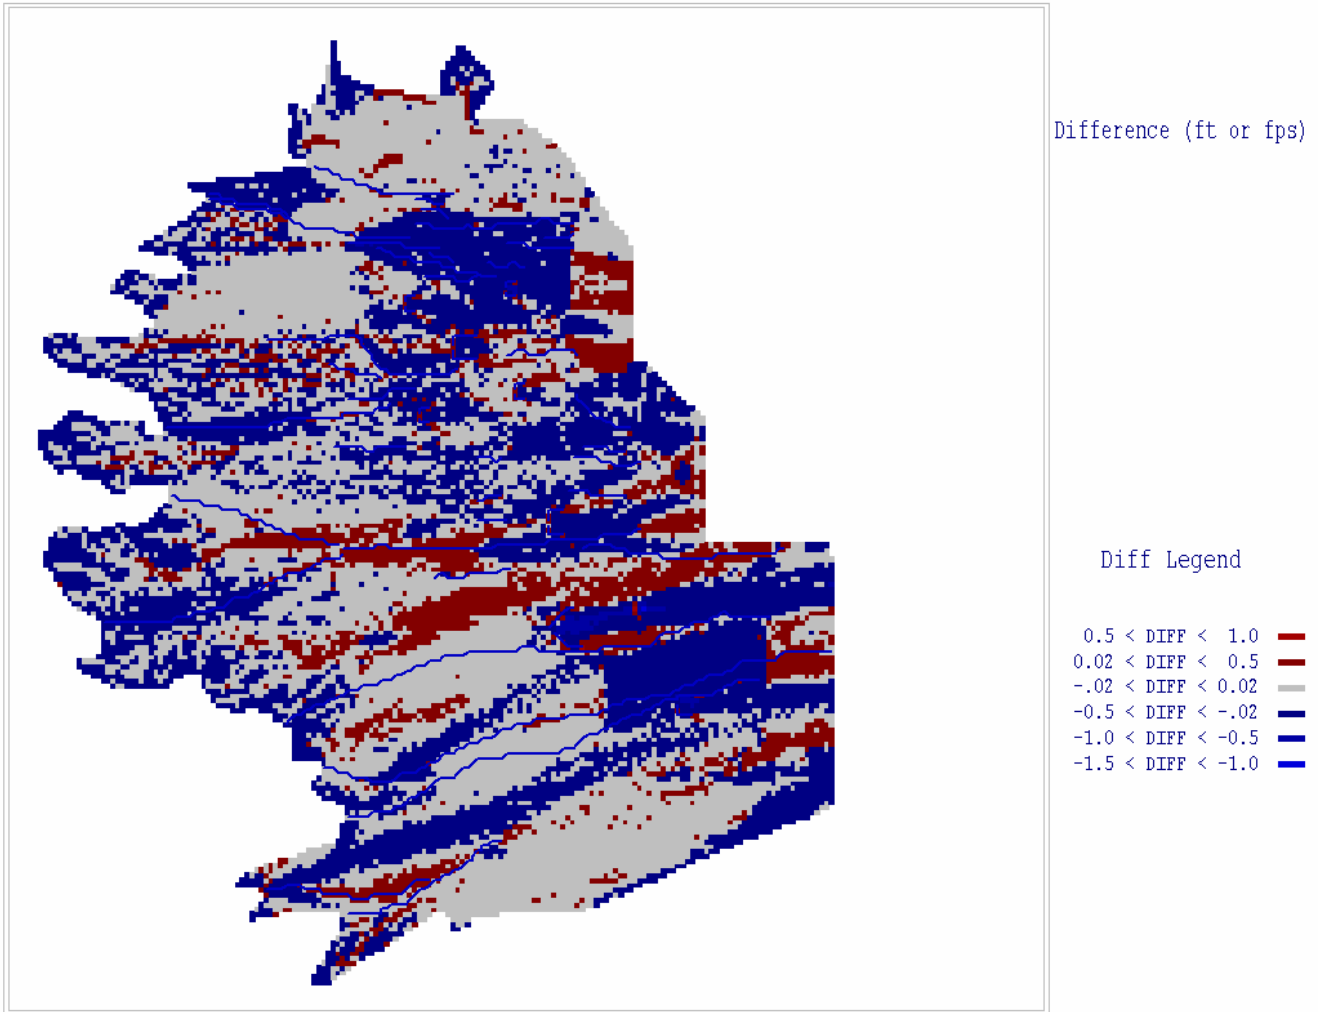 Difference (ft or fps)
Diff Legend
0.5 < DIFF < 1.0
0.02 < DIFF < 0.5
-.02 < DIFF < 0.02
-0.5 < DIFF < -.02
-1.0 < DIFF < -0.5
-1.5 < DIFF < -1.0